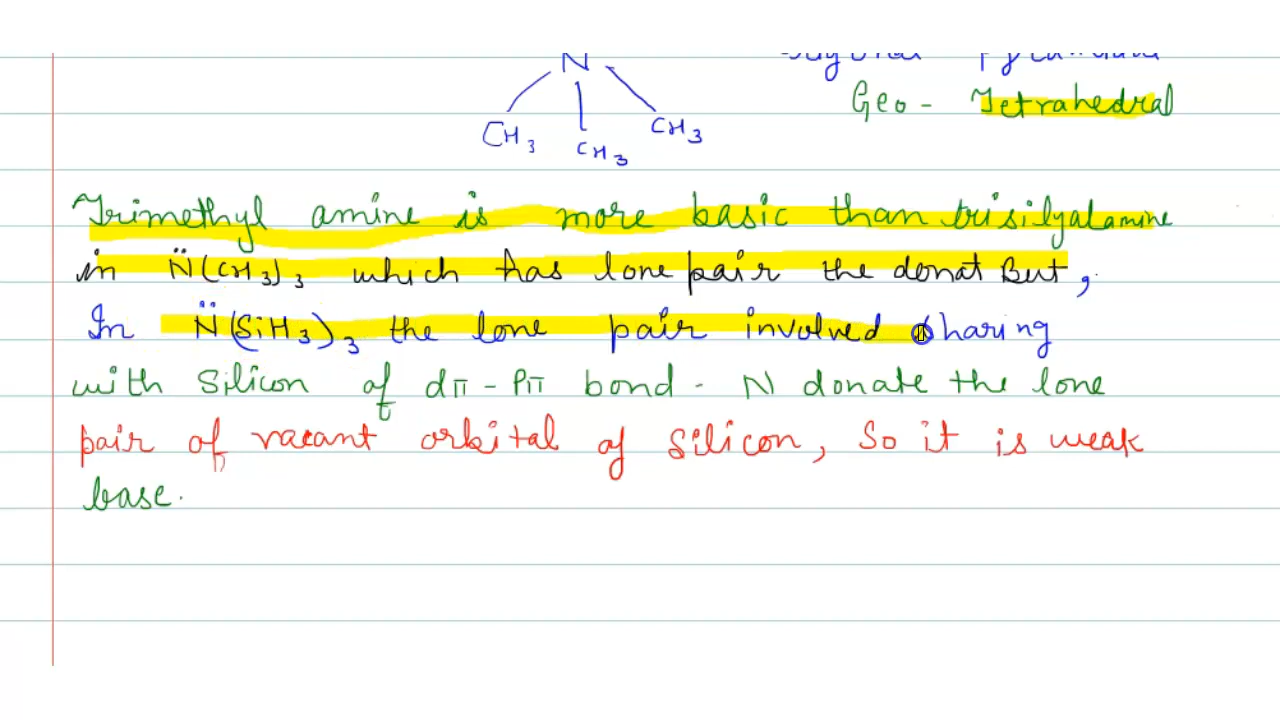 N
Geo - Tetrahedral
CH3 CH3 CH3
Trimethyl amine is more basic than trisilyalamine
in N̈(CH3)3 which has lone pair the donat But,
In N̈(SiH3)3 the lone pair involved sharing
with Silicon of dπ-Pπ bond - N donate the lone
pair of vacant orbital of Silicon, So it is weak
base.